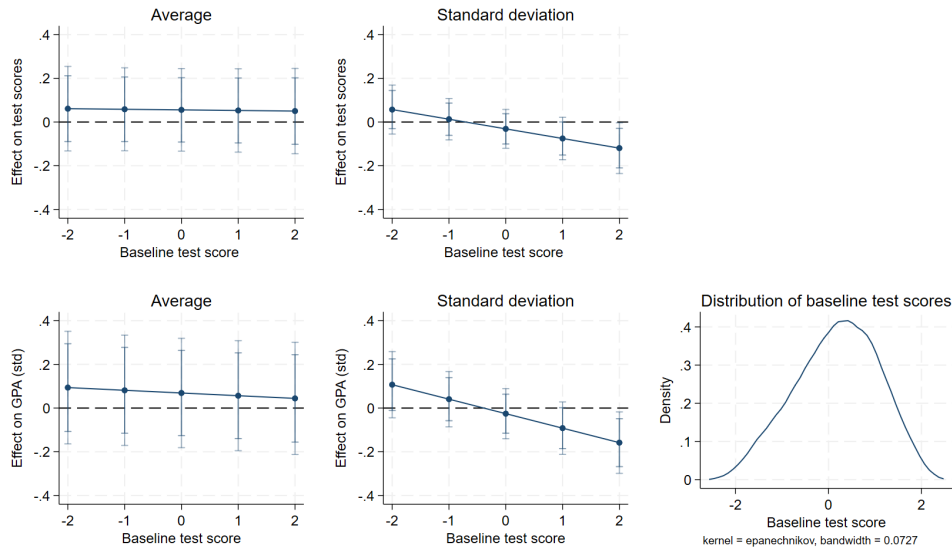 Average
Effect on test scores
.4
.2
0
-.2
-.4
-2 -1 0 1 2
Baseline test score
Standard deviation
Effect on test scores
.4
.2
0
-.2
-.4
-2 -1 0 1 2
Baseline test score
Average
Effect on GPA (std)
.4
.2
0
-.2
-.4
-2 -1 0 1 2
Baseline test score
Standard deviation
Effect on GPA (std)
.4
.2
0
-.2
-.4
-2 -1 0 1 2
Baseline test score
Distribution of baseline test scores
Density
.4
.3
.2
.1
0
-2 0 2
Baseline test score
kernel = epanechnikov, bandwidth = 0.0727